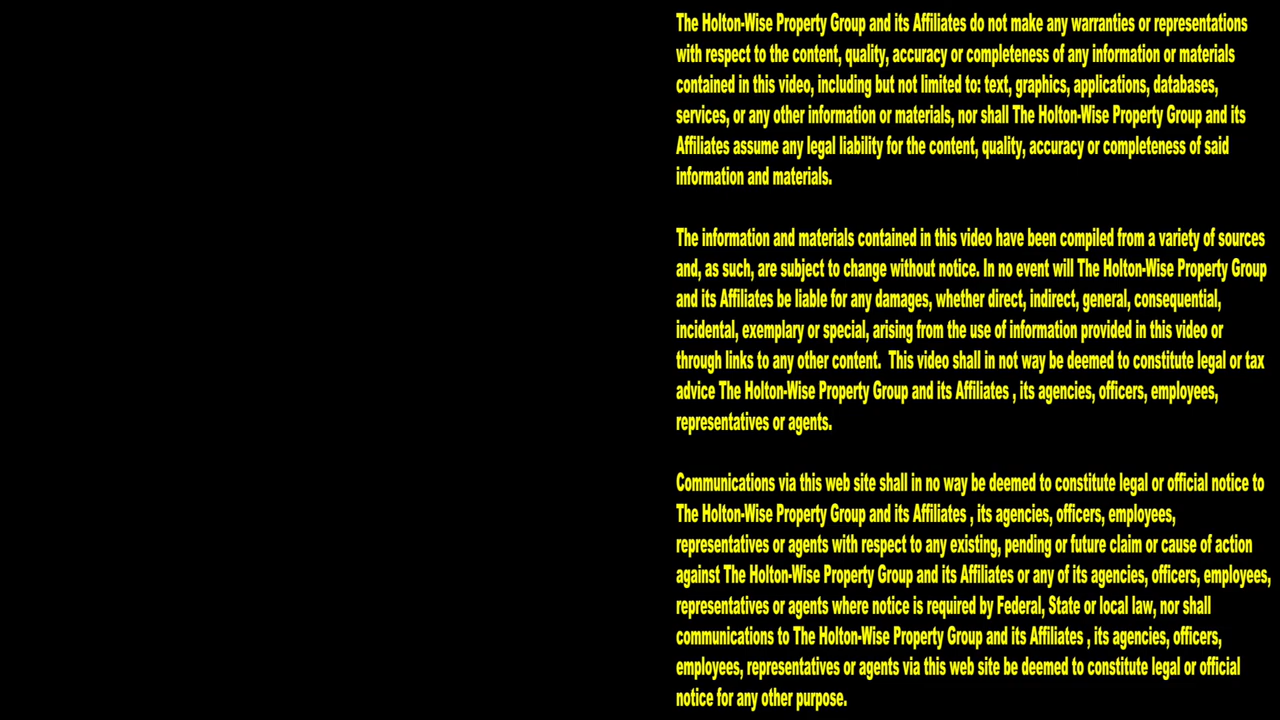 The Holton-Wise Property Group and its Affiliates do not make any warranties or representations
with respect to the content, quality, accuracy or completeness of any information or materials
contained in this video, including but not limited to: text, graphics, applications, databases,
services, or any other information or materials, nor shall The Holton-Wise Property Group and its
Affiliates assume any legal liability for the content, quality, accuracy or completeness of said
information and materials.
The information and materials contained in this video have been compiled from a variety of sources
and, as such, are subject to change without notice. In no event will The Holton-Wise Property Group
and its Affiliates be liable for any damages, whether direct, indirect, general, consequential,
incidental, exemplary or special, arising from the use of information provided in this video or
through links to any other content.  This video shall in not way be deemed to constitute legal or tax
advice The Holton-Wise Property Group and its Affiliates , its agencies, officers, employees,
representatives or agents.
Communications via this web site shall in no way be deemed to constitute legal or official notice to
The Holton-Wise Property Group and its Affiliates , its agencies, officers, employees,
representatives or agents with respect to any existing, pending or future claim or cause of action
against The Holton-Wise Property Group and its Affiliates or any of its agencies, officers, employees,
representatives or agents where notice is required by Federal, State or local law, nor shall
communications to The Holton-Wise Property Group and its Affiliates , its agencies, officers,
employees, representatives or agents via this web site be deemed to constitute legal or official
notice for any other purpose.